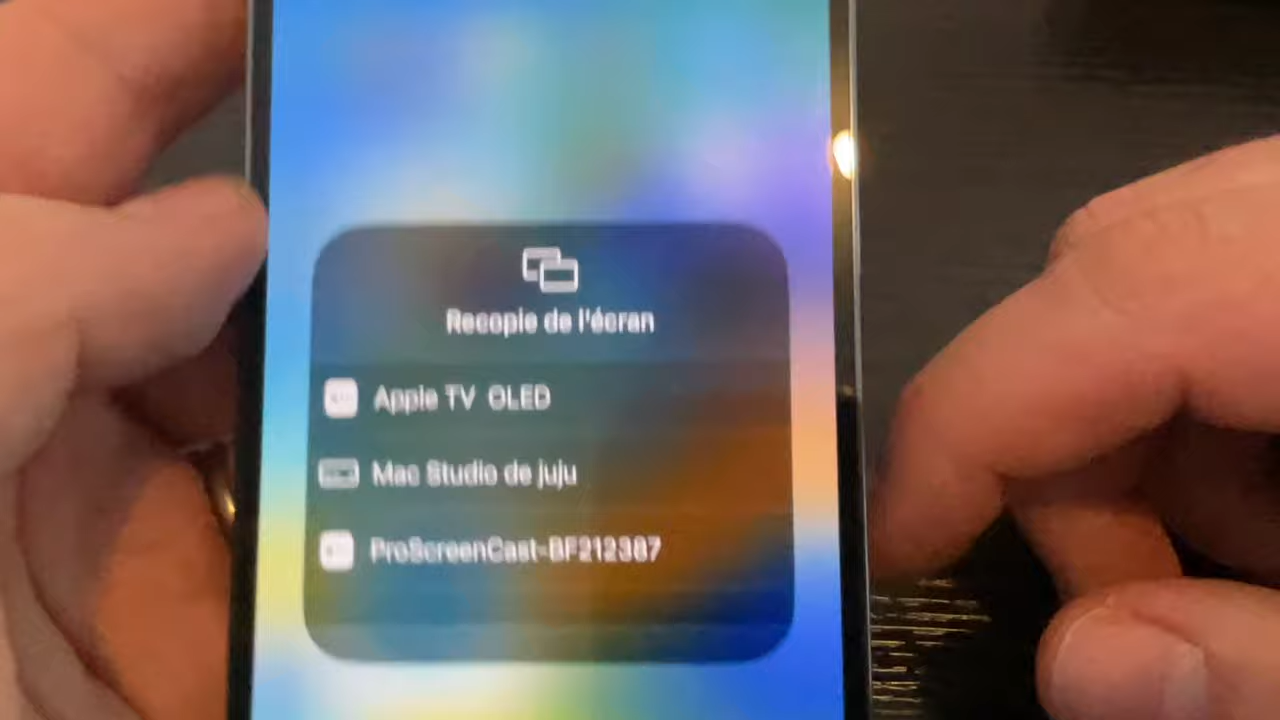 Recopie de l'écran
Apple TV OLED
Mac Studio de juju
ProScreenCast-BF212387